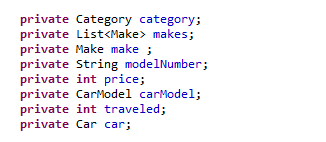 private Category category;
private List<Make> makes;
private Make make ;
private String modelNumber;
private int price;
private CarModel carModel;
private int traveled;
private Car car;